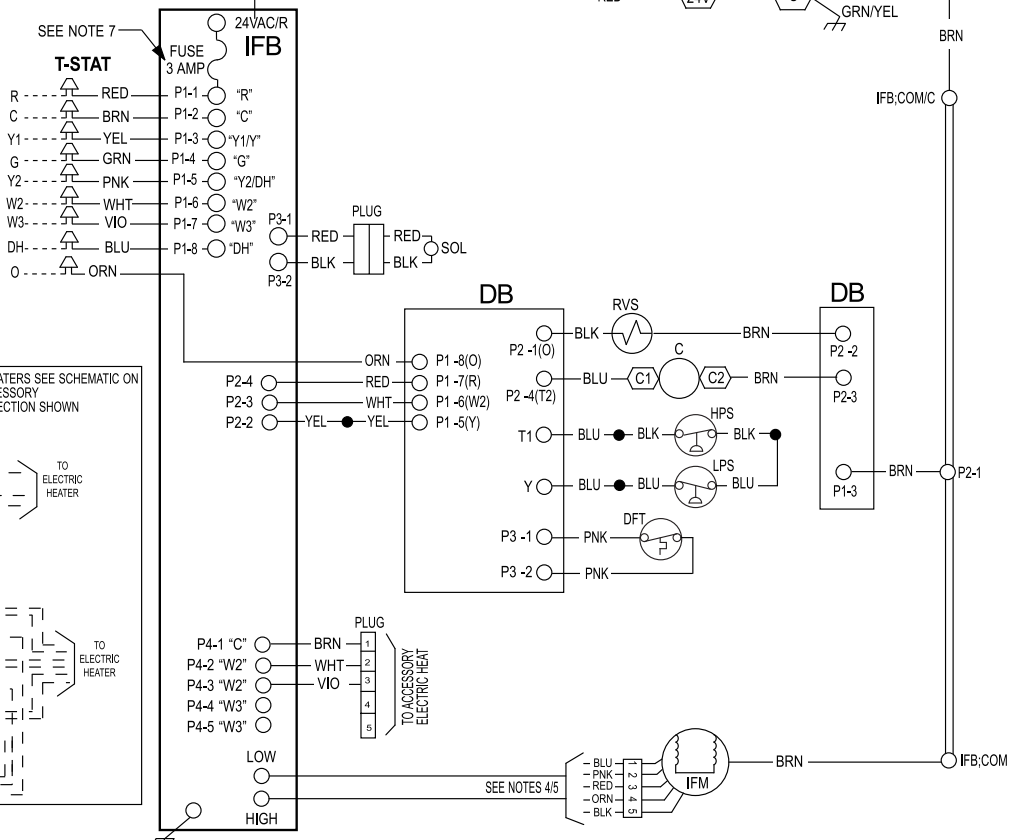 24VAC/R
IFB
SEE NOTE 7
FUSE
3 AMP
T-STAT
R RED P1-1 "R"
C BRN P1-2 "C"
Y1 YEL P1-3 "Y1/Y"
G GRN P1-4 "G"
Y2 PNK P1-5 "Y2/DH"
W2 WHT P1-6 "W2"
W3 VIO P1-7 "W3"
DH BLU P1-8 "DH"
O ORN
GRN/YEL
BRN
IFB;COM/C
P3-1 RED PLUG RED
SOL
P3-2 BLK BLK
DB
DB
RVS
P2 -1(O) BLK BRN P2 -2
C
P2 -4(T2) BLU C1 C2 BRN P2-3
ORN P1 -8(O)
P2-4 RED P1 -7(R)
P2-3 WHT P1 -6(W2)
P2-2 YEL YEL P1 -5(Y)
HPS
T1 BLU BLK BLK
LPS
Y BLU BLU BLU
P1-3 BRN P2-1
DFT
P3 -1 PNK
P3 -2 PNK
ATERS SEE SCHEMATIC ON
ESSORY
ECTION SHOWN
TO
ELECTRIC
HEATER
TO
ELECTRIC
HEATER
PLUG
P4-1 "C" BRN 1
P4-2 "W2" WHT 2
P4-3 "W2" VIO 3
P4-4 "W3" 4
P4-5 "W3" 5
TO ACCESSORY
ELECTRIC HEAT
LOW
HIGH
SEE NOTES 4/5
BLU 1
PNK 2
RED 3
ORN 4
BLK 5
IFM
BRN
IFB;COM